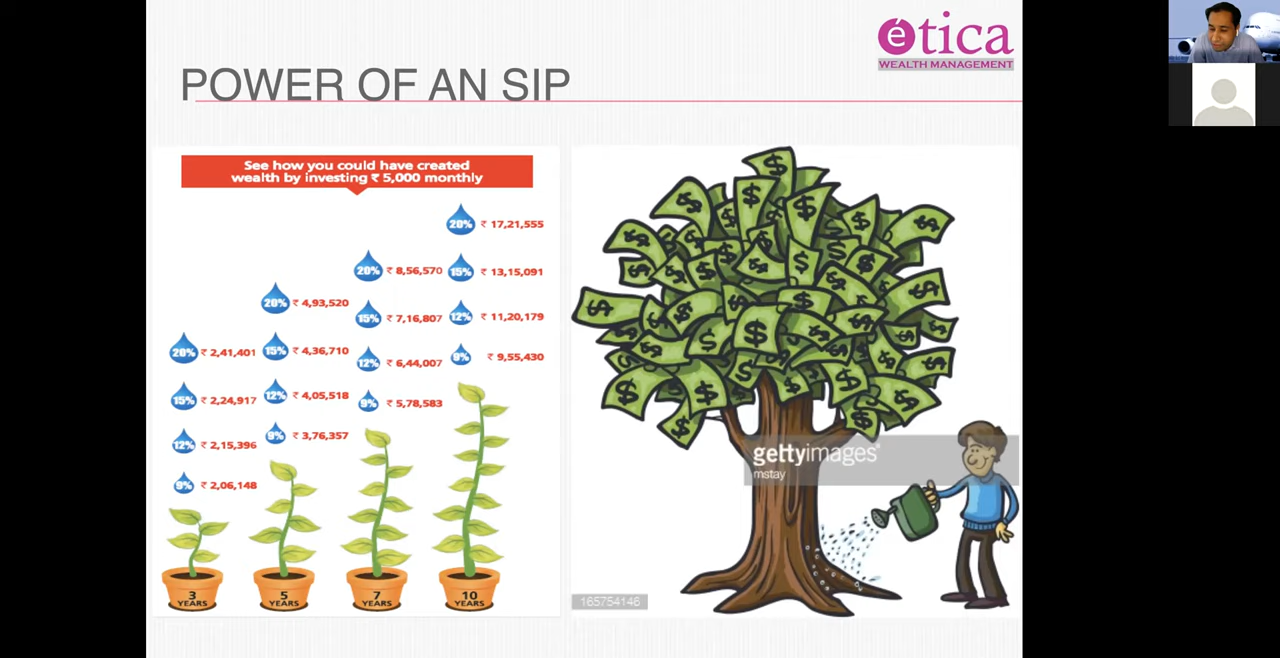 ética
WEALTH MANAGEMENT
POWER OF AN SIP
See how you could have created
wealth by investing ₹ 5,000 monthly
20% ₹ 2,41,401
15% ₹ 2,24,917
12% ₹ 2,15,396
9% ₹ 2,06,148
3
YEARS
20% ₹ 4,93,520
15% ₹ 4,36,710
12% ₹ 4,05,518
9% ₹ 3,76,357
5
YEARS
20% ₹ 8,56,570
15% ₹ 7,16,807
12% ₹ 6,44,007
9% ₹ 5,78,583
7
YEARS
20% ₹ 17,21,555
15% ₹ 13,15,091
12% ₹ 11,20,179
9% ₹ 9,55,430
10
YEARS
gettyimages
mstay
165754146